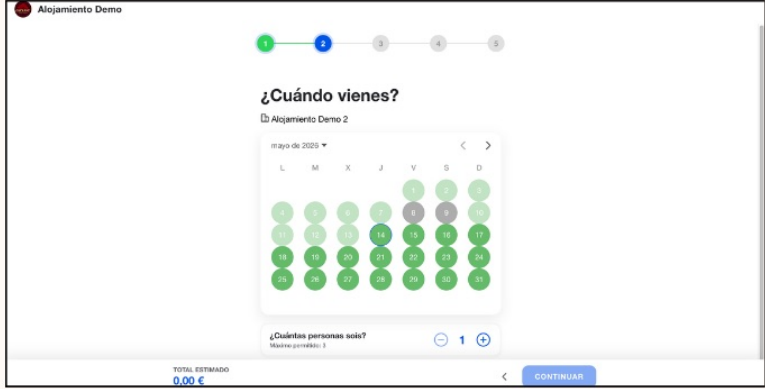 Alojamiento Demo
1 2 3 4 5
¿Cuándo vienes?
Alojamiento Demo 2
mayo de 2026
L M X J V S D
1 2 3
4 5 6 7 8 9 10
11 12 13 14 15 16 17
18 19 20 21 22 23 24
25 26 27 28 29 30 31
¿Cuántas personas sois?
Máximo permitido: 3
1
TOTAL ESTIMADO
0,00 €
CONTINUAR